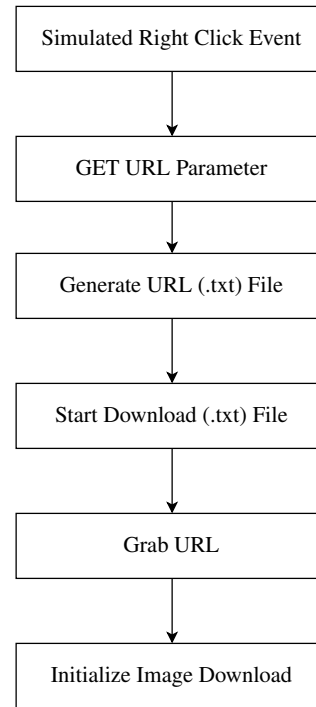 Simulated Right Click Event
GET URL Parameter
Generate URL (.txt) File
Start Download (.txt) File
Grab URL
Initialize Image Download